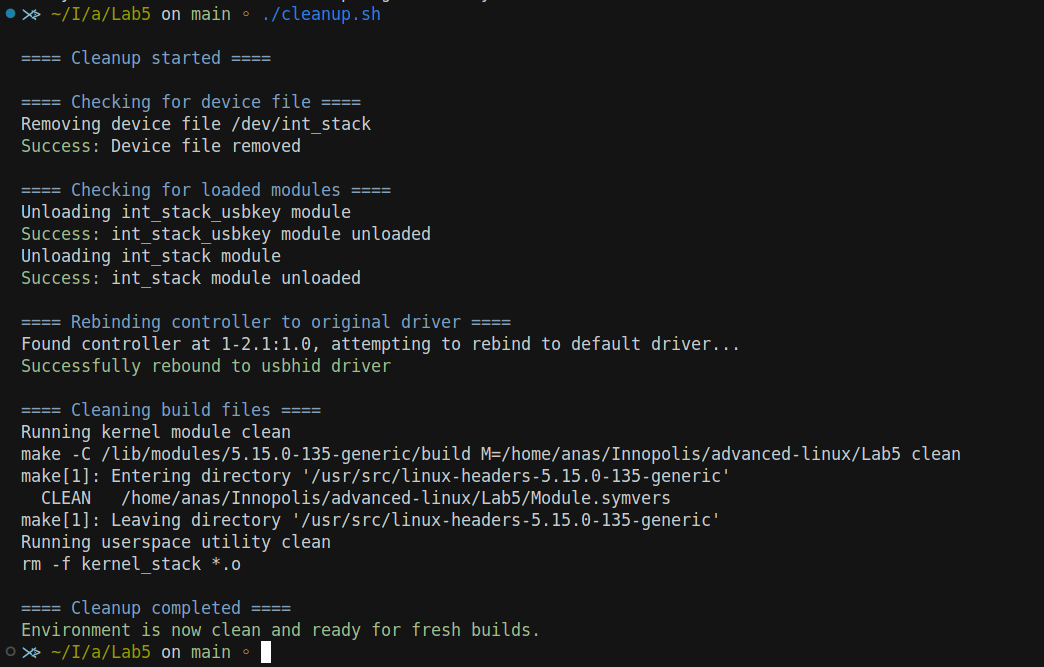 ~/I/a/Lab5 on main ◦ ./cleanup.sh
==== Cleanup started ====
==== Checking for device file ====
Removing device file /dev/int_stack
Success: Device file removed
==== Checking for loaded modules ====
Unloading int_stack_usbkey module
Success: int_stack_usbkey module unloaded
Unloading int_stack module
Success: int_stack module unloaded
==== Rebinding controller to original driver ====
Found controller at 1-2.1:1.0, attempting to rebind to default driver...
Successfully rebound to usbhid driver
==== Cleaning build files ====
Running kernel module clean
make -C /lib/modules/5.15.0-135-generic/build M=/home/anas/Innopolis/advanced-linux/Lab5 clean
make[1]: Entering directory '/usr/src/linux-headers-5.15.0-135-generic'
CLEAN /home/anas/Innopolis/advanced-linux/Lab5/Module.symvers
make[1]: Leaving directory '/usr/src/linux-headers-5.15.0-135-generic'
Running userspace utility clean
rm -f kernel_stack *.o
==== Cleanup completed ====
Environment is now clean and ready for fresh builds.
~/I/a/Lab5 on main ◦